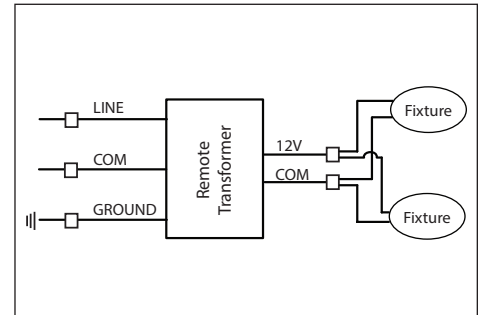 LINE
COM
GROUND
Remote
Transformer
12V
COM
Fixture
Fixture